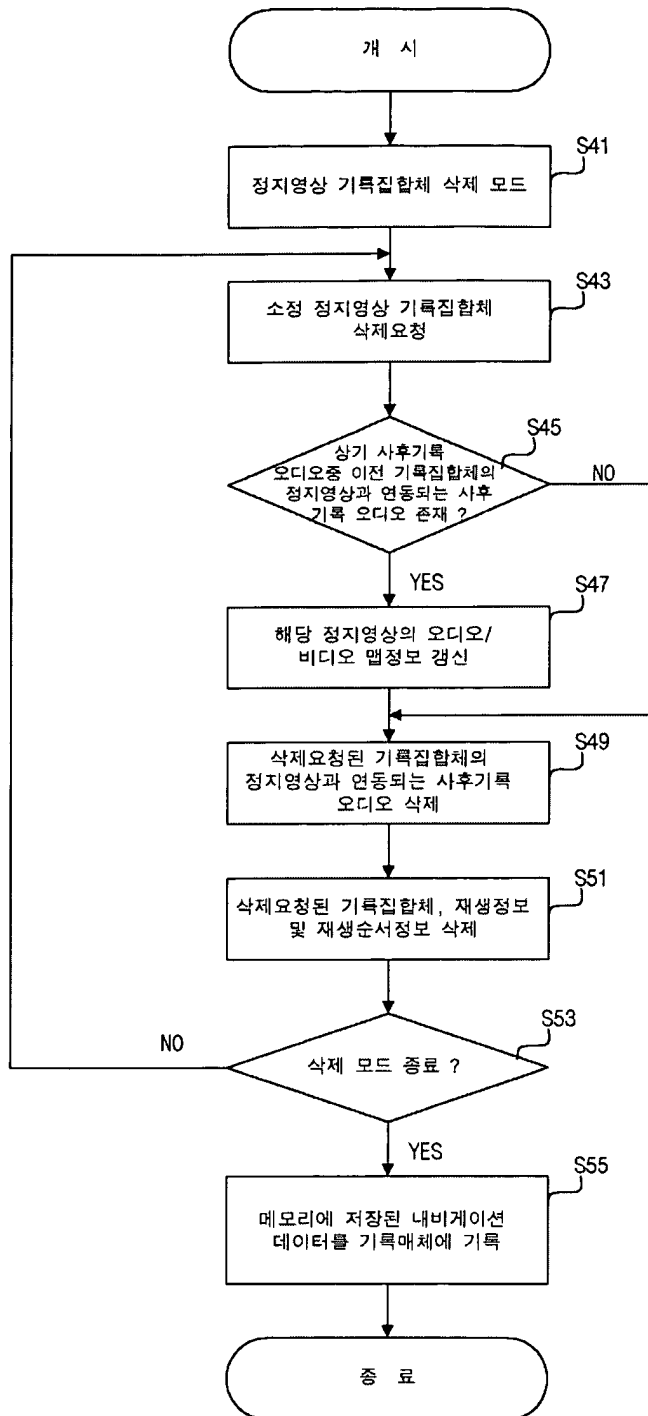 개 시
S41
정지영상 기록집합체 삭제 모드
S43
소정 정지영상 기록집합체
삭제요청
S45
상기 사후기록
오디오중 이전 기록집합체의
정지영상과 연동되는 사후
기록 오디오 존재 ?
NO
YES
S47
해당 정지영상의 오디오/
비디오 맵정보 갱신
S49
삭제요청된 기록집합체의
정지영상과 연동되는 사후기록
오디오 삭제
S51
삭제요청된 기록집합체, 재생정보
및 재생순서정보 삭제
S53
NO
삭제 모드 종료 ?
YES
S55
메모리에 저장된 내비게이션
데이터를 기록매체에 기록
종 료